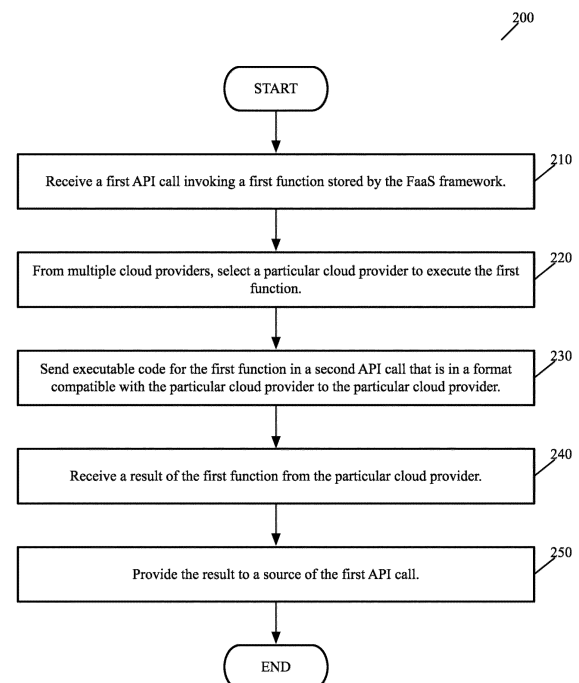 200
START
210
Receive a first API call invoking a first function stored by the FaaS framework.
220
From multiple cloud providers, select a particular cloud provider to execute the first
function.
230
Send executable code for the first function in a second API call that is in a format
compatible with the particular cloud provider to the particular cloud provider.
240
Receive a result of the first function from the particular cloud provider.
250
Provide the result to a source of the first API call.
END